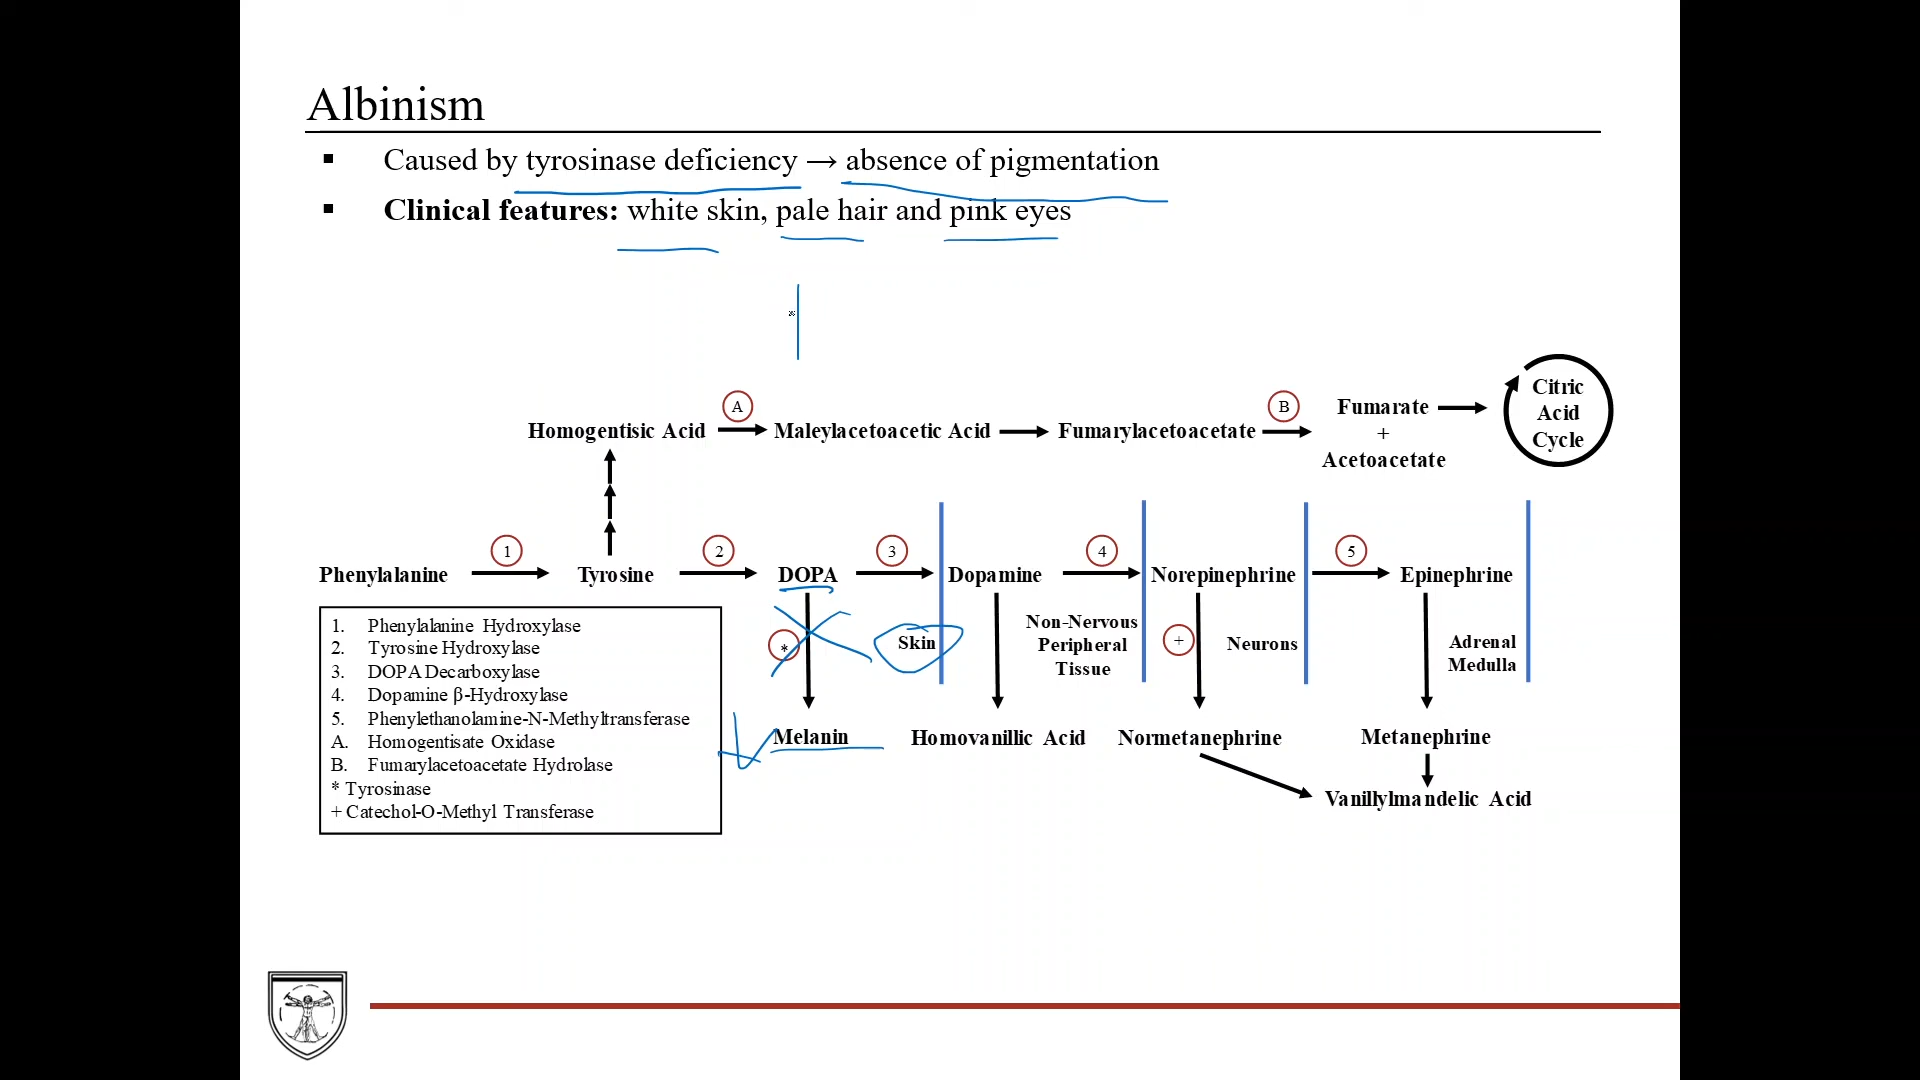 Albinism
▪ Caused by tyrosinase deficiency → absence of pigmentation
▪ Clinical features: white skin, pale hair and pink eyes
Homogentisic Acid
A
Maleylacetoacetic Acid
Fumarylacetoacetate
B
Fumarate
+
Acetoacetate
Citric
Acid
Cycle
Phenylalanine
1
Tyrosine
2
DOPA
3
Dopamine
4
Norepinephrine
5
Epinephrine
*
Skin
Non-Nervous
Peripheral
Tissue
+
Neurons
Adrenal
Medulla
Melanin
Homovanillic Acid
Normetanephrine
Metanephrine
Vanillylmandelic Acid
1. Phenylalanine Hydroxylase
2. Tyrosine Hydroxylase
3. DOPA Decarboxylase
4. Dopamine β-Hydroxylase
5. Phenylethanolamine-N-Methyltransferase
A. Homogentisate Oxidase
B. Fumarylacetoacetate Hydrolase
* Tyrosinase
+ Catechol-O-Methyl Transferase